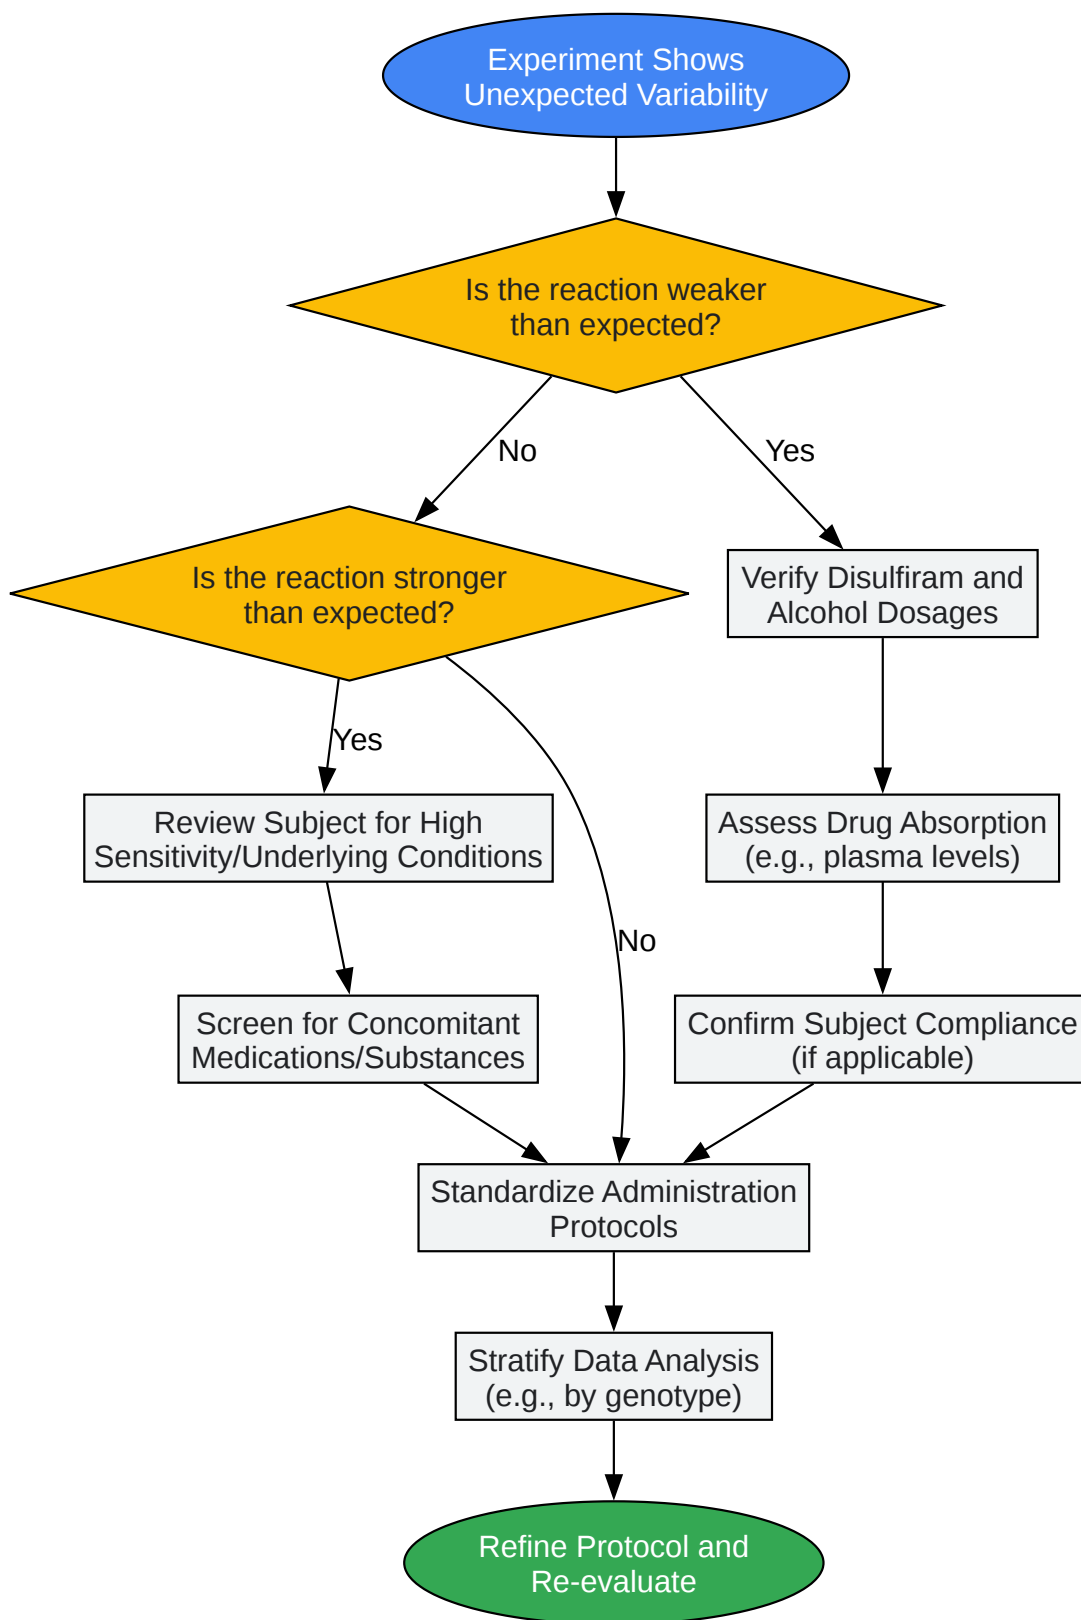 Experiment Shows
Unexpected Variability
Is the reaction weaker
than expected?
No
Yes
Is the reaction stronger
than expected?
Verify Disulfiram and
Alcohol Dosages
Yes
Review Subject for High
Sensitivity/Underlying Conditions
Assess Drug Absorption
(e.g., plasma levels)
No
Screen for Concomitant
Medications/Substances
Confirm Subject Compliance
(if applicable)
Standardize Administration
Protocols
Stratify Data Analysis
(e.g., by genotype)
Refine Protocol and
Re-evaluate